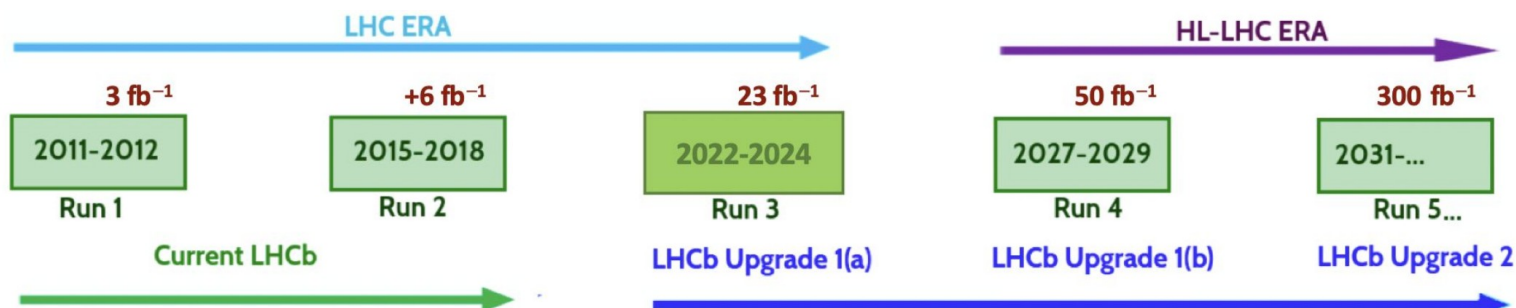 LHC ERA
HL-LHC ERA
3 fb⁻¹
+6 fb⁻¹
23 fb⁻¹
50 fb⁻¹
300 fb⁻¹
2011-2012
2015-2018
2022-2024
2027-2029
2031-...
Run 1
Run 2
Run 3
Run 4
Run 5...
Current LHCb
LHCb Upgrade 1(a)
LHCb Upgrade 1(b)
LHCb Upgrade 2